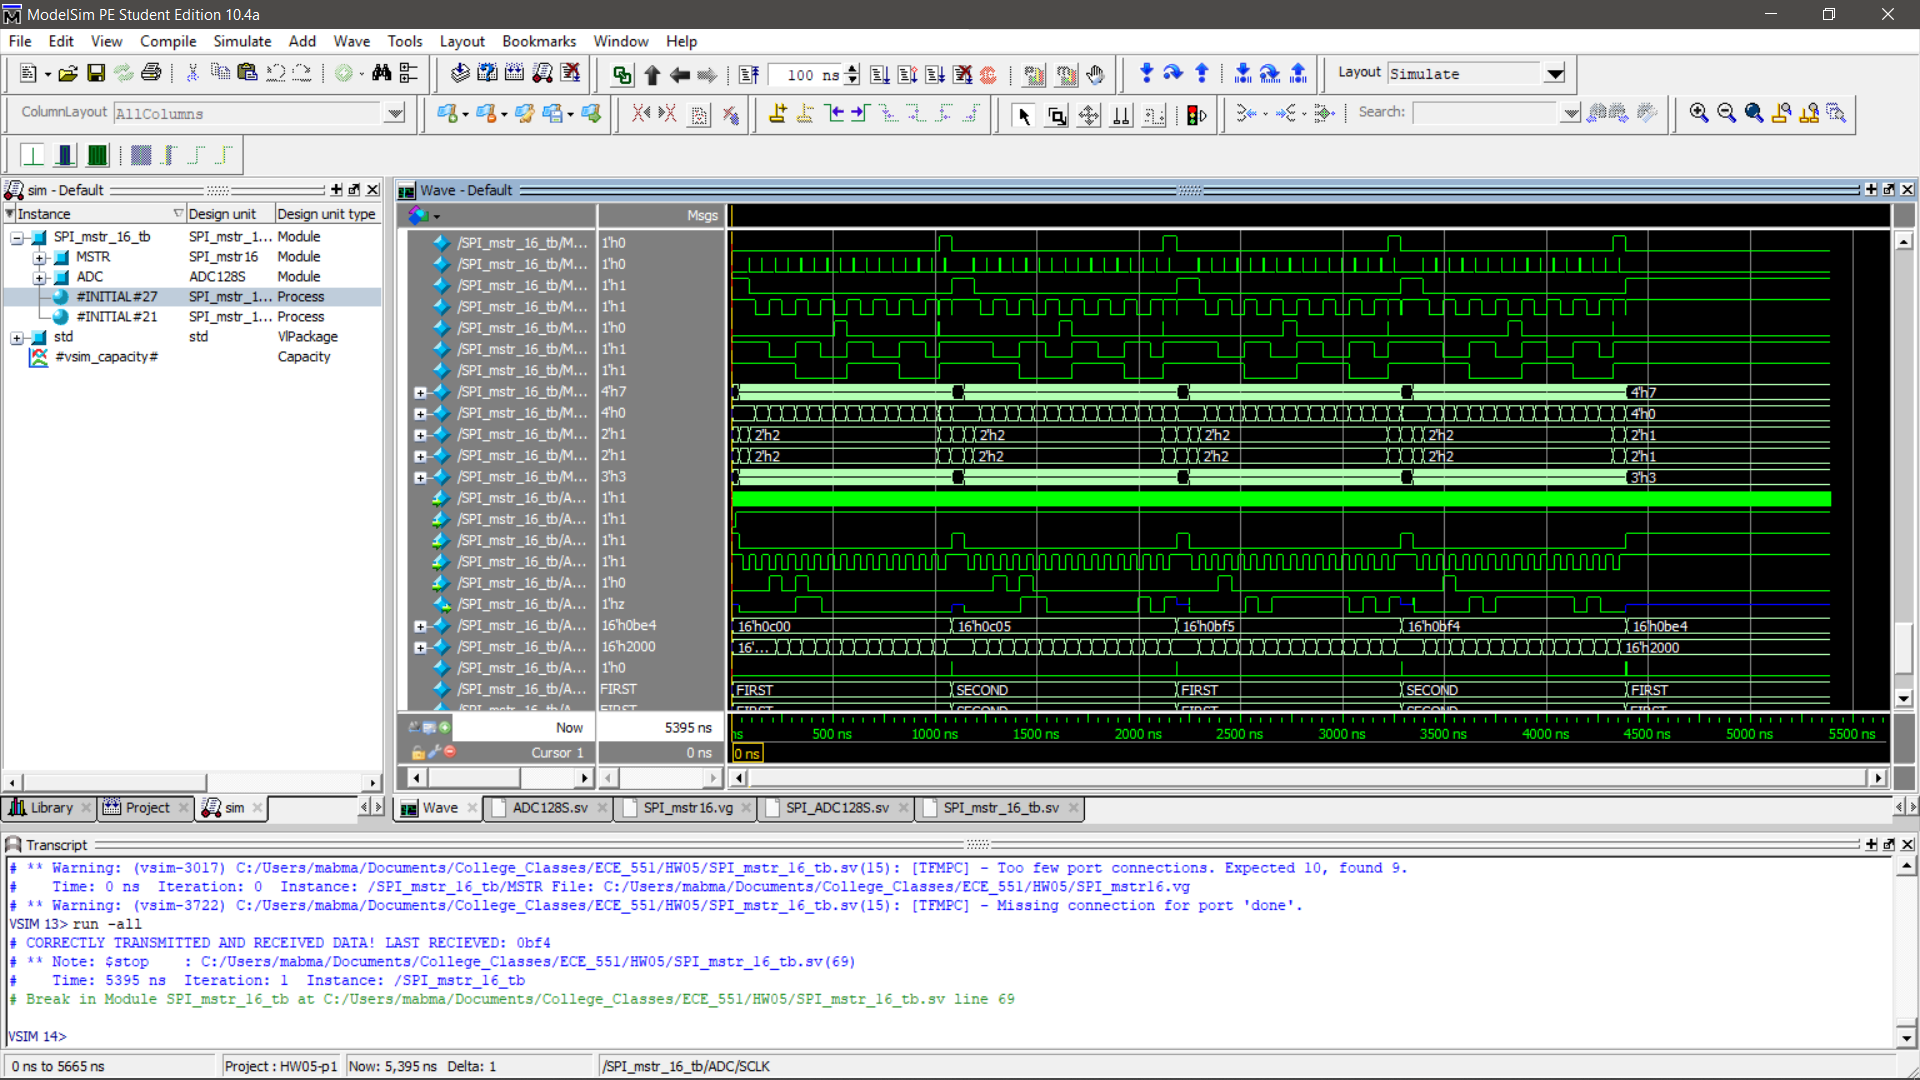 ModelSim PE Student Edition 10.4a
File Edit View Compile Simulate Add Wave Tools Layout Bookmarks Window Help
100 ns
Layout Simulate
ColumnLayout AllColumns
Search:
sim - Default
Instance Design unit Design unit type
SPI_mstr_16_tb SPI_mstr_1... Module
MSTR SPI_mstr16 Module
ADC ADC128S Module
#INITIAL#27 SPI_mstr_1... Process
#INITIAL#21 SPI_mstr_1... Process
std std VlPackage
#vsim_capacity# Capacity
Wave - Default
Msgs
/SPI_mstr_16_tb/M... 1'h0
/SPI_mstr_16_tb/M... 1'h0
/SPI_mstr_16_tb/M... 1'h1
/SPI_mstr_16_tb/M... 1'h1
/SPI_mstr_16_tb/M... 1'h0
/SPI_mstr_16_tb/M... 1'h1
/SPI_mstr_16_tb/M... 1'h1
/SPI_mstr_16_tb/M... 4'h7 4'h7
/SPI_mstr_16_tb/M... 4'h0 4'h0
/SPI_mstr_16_tb/M... 2'h1 2'h2 2'h2 2'h2 2'h2 2'h1
/SPI_mstr_16_tb/M... 2'h1 2'h2 2'h2 2'h2 2'h2 2'h1
/SPI_mstr_16_tb/M... 3'h3 3'h3
/SPI_mstr_16_tb/A... 1'h1
/SPI_mstr_16_tb/A... 1'h1
/SPI_mstr_16_tb/A... 1'h1
/SPI_mstr_16_tb/A... 1'h1
/SPI_mstr_16_tb/A... 1'h0
/SPI_mstr_16_tb/A... 1'hz
/SPI_mstr_16_tb/A... 16'h0be4 16'h0c00 16'h0c05 16'h0bf5 16'h0bf4 16'h0be4
/SPI_mstr_16_tb/A... 16'h2000 16'... 16'h2000
/SPI_mstr_16_tb/A... 1'h0
/SPI_mstr_16_tb/A... FIRST FIRST SECOND FIRST SECOND FIRST
Now 5395 ns
ns 500 ns 1000 ns 1500 ns 2000 ns 2500 ns 3000 ns 3500 ns 4000 ns 4500 ns 5000 ns 5500 ns
Cursor 1 0 ns 0 ns
Library Project sim
Wave ADC128S.sv SPI_mstr16.vg SPI_ADC128S.sv SPI_mstr_16_tb.sv
Transcript
# ** Warning: (vsim-3017) C:/Users/mabma/Documents/College_Classes/ECE_551/HW05/SPI_mstr_16_tb.sv(15): [TFMPC] - Too few port connections. Expected 10, found 9.
#    Time: 0 ns  Iteration: 0  Instance: /SPI_mstr_16_tb/MSTR File: C:/Users/mabma/Documents/College_Classes/ECE_551/HW05/SPI_mstr16.vg
# ** Warning: (vsim-3722) C:/Users/mabma/Documents/College_Classes/ECE_551/HW05/SPI_mstr_16_tb.sv(15): [TFMPC] - Missing connection for port 'done'.
VSIM 13> run -all
# CORRECTLY TRANSMITTED AND RECEIVED DATA! LAST RECIEVED: 0bf4
# ** Note: $stop    : C:/Users/mabma/Documents/College_Classes/ECE_551/HW05/SPI_mstr_16_tb.sv(69)
#    Time: 5395 ns  Iteration: 1  Instance: /SPI_mstr_16_tb
# Break in Module SPI_mstr_16_tb at C:/Users/mabma/Documents/College_Classes/ECE_551/HW05/SPI_mstr_16_tb.sv line 69
VSIM 14>
0 ns to 5665 ns Project : HW05-p1 Now: 5,395 ns Delta: 1 /SPI_mstr_16_tb/ADC/SCLK